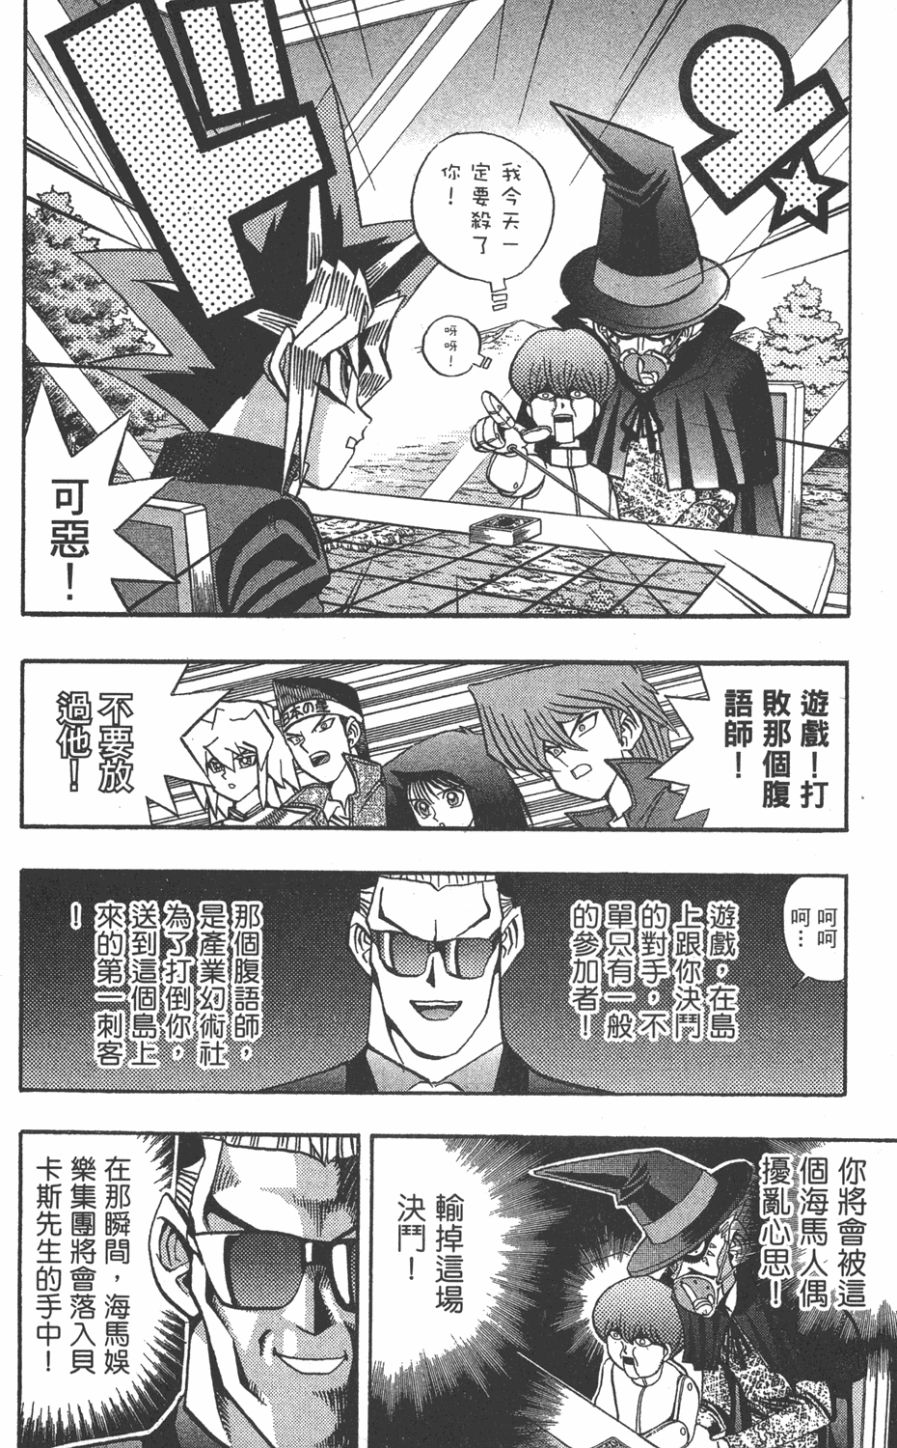 ドン
我今天一
定要殺了
你！
呀
呀！
可惡！
遊戲！打
敗那個腹
語師！
日本の
不要放
過他！
呵呵
呵…
遊戲，在島
上跟你決鬥
的對手，不
單只有一般
的參加者！
那個腹語師，
是產業幻術社
為了打倒你，
送到這個島上
來的第一刺客
！
你將會被這
個海馬人偶
擾亂心思！
輸掉這場
決鬥！
在那瞬間，海馬娛
樂集團將會落入貝
卡斯先生的手中！